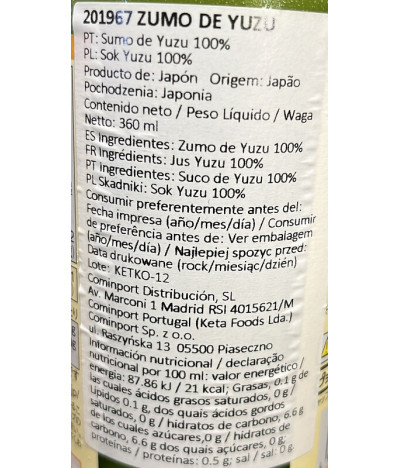 201967 ZUMO DE YUZU
PT: Sumo de Yuzu 100%
PL: Sok Yuzu 100%
Producto de: Japón Origem: Japão
Pochodzenia: Japonia
Contenido neto / Peso Líquido / Waga
Netto: 360 ml
ES Ingredientes: Zumo de Yuzu 100%
FR Ingrédients: Jus Yuzu 100%
PT Ingredientes: Suco de Yuzu 100%
PL Skadniki: Sok Yuzu 100%
Consumir preferentemente antes del:
Fecha impresa (año/mes/día) / Consumir
de preferência antes de: Ver embalagem
(año/mes/día) / Najlepiej spozyc przed:
Data drukowane (rock/miesiąc/dzién)
Lote: KETKO-12
Cominport Distribución, SL
Av. Marconi 1 Madrid RSI 4015621/M
Cominport Portugal (Keta Foods Lda.)
Cominport Sp. z o.o.
ul. Raszyńska 13 05500 Piaseczno
Información nutricional / declaração
nutricional por 100 ml: valor energético /
energia: 87.86 kJ / 21 kcal; Grasas, 0.1 g de
las cuales ácidos grasos saturados, 0 g /
Lípidos 0.1 g, dos quais ácidos gordos
saturados, 0 g / hidratos de carbono, 6.6 g
de los cuales azúcares,0 g / hidratos de
carbono, 6.6 g dos quais açúcares, 0 g;
proteínas / proteínas: 0.5 g; sal / sal: 0 g.